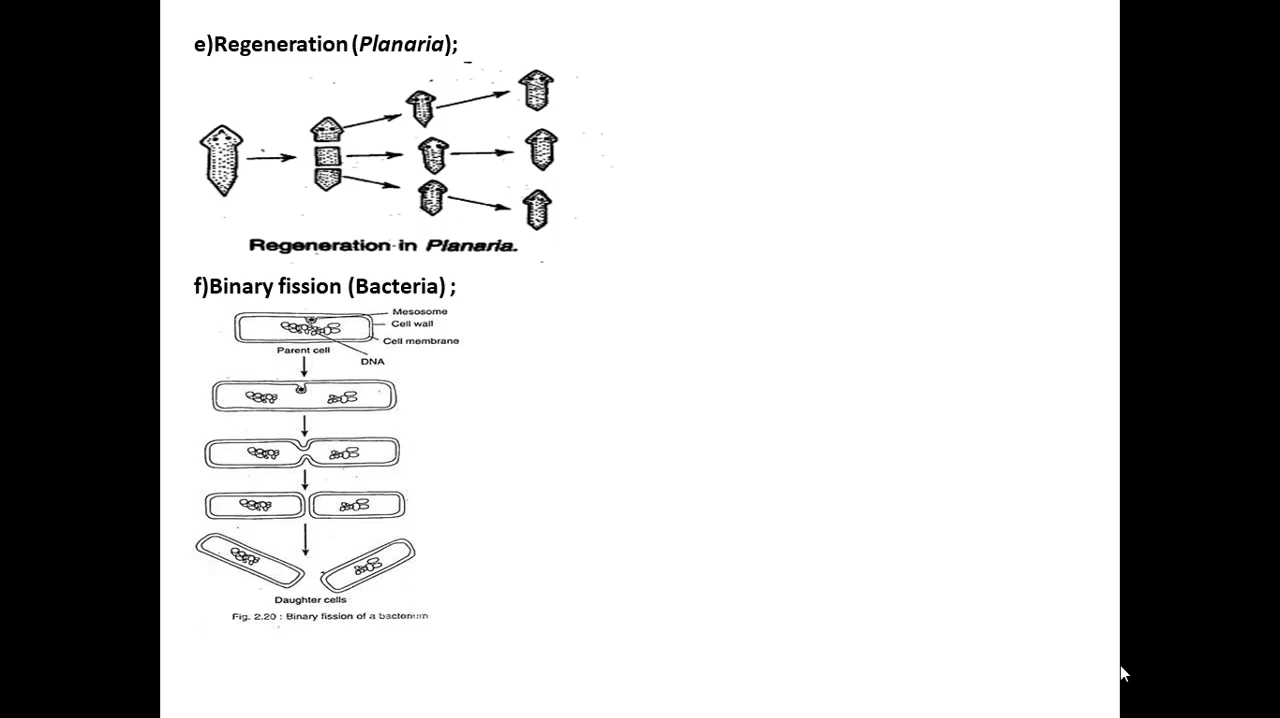 e)Regeneration (Planaria);
Regeneration in Planaria.
f)Binary fission (Bacteria) ;
Mesosome
Cell wall
Cell membrane
Parent cell
DNA
Daughter cells
Fig. 2.20 : Binary fission of a bacterium